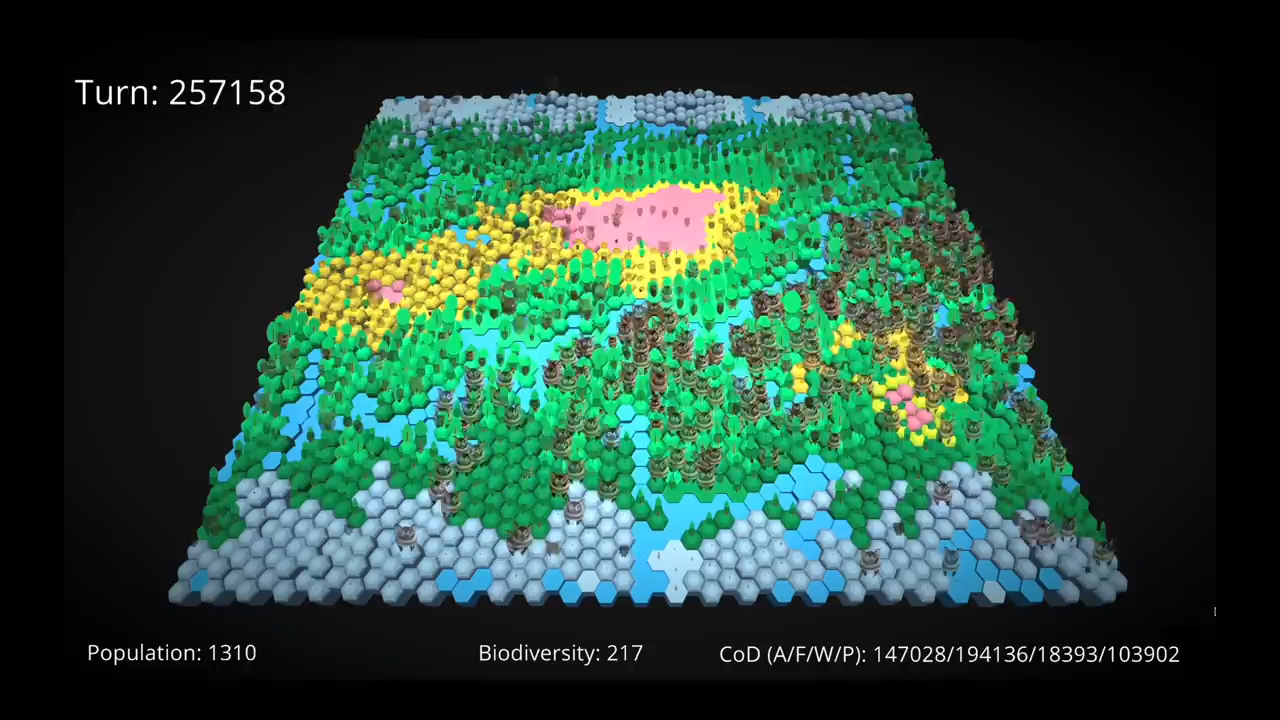 Turn: 257158
Population: 1310
Biodiversity: 217
CoD (A/F/W/P): 147028/194136/18393/103902